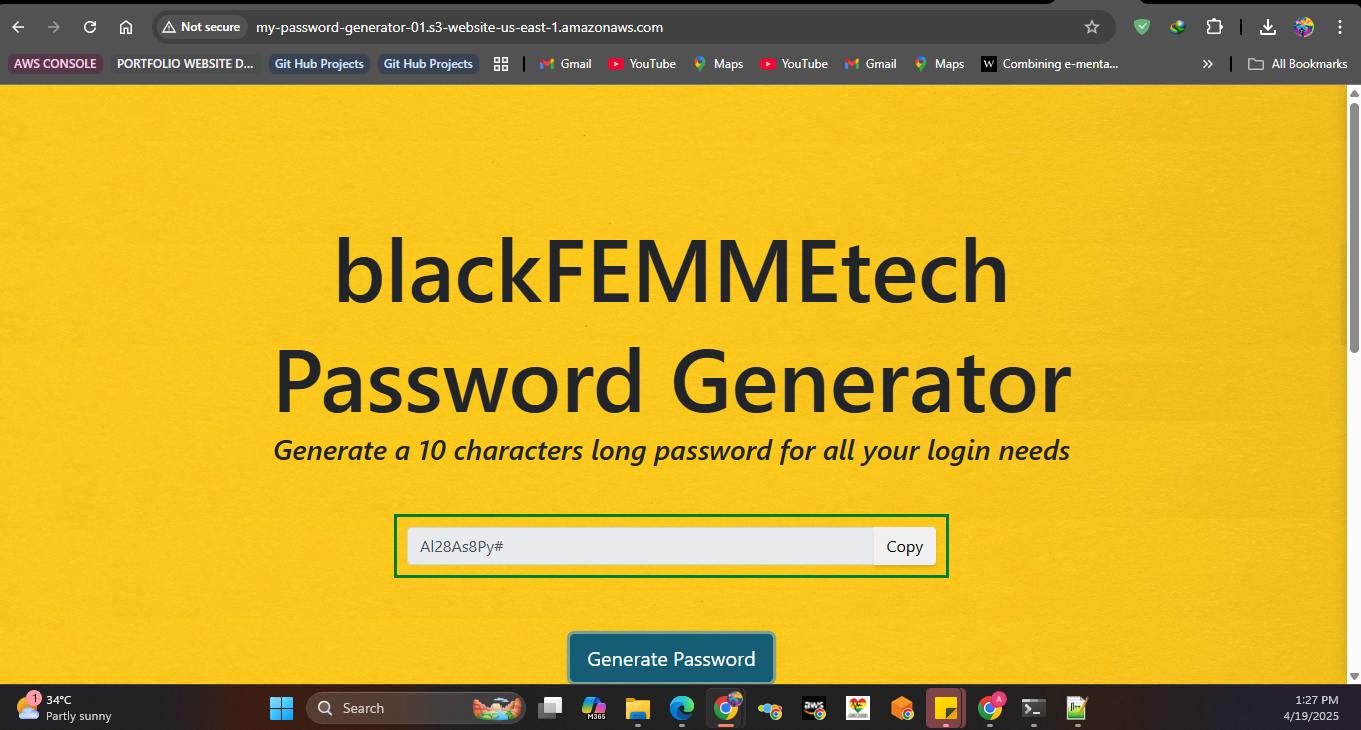 Not secure my-password-generator-01.s3-website-us-east-1.amazonaws.com
AWS CONSOLE PORTFOLIO WEBSITE D... Git Hub Projects Git Hub Projects Gmail YouTube Maps YouTube Gmail Maps W Combining e-menta... » All Bookmarks
blackFEMMEtech
Password Generator
Generate a 10 characters long password for all your login needs
Al28As8Py# Copy
Generate Password
1 34°C
Partly sunny
Search
M365
aws
A
1:27 PM
4/19/2025